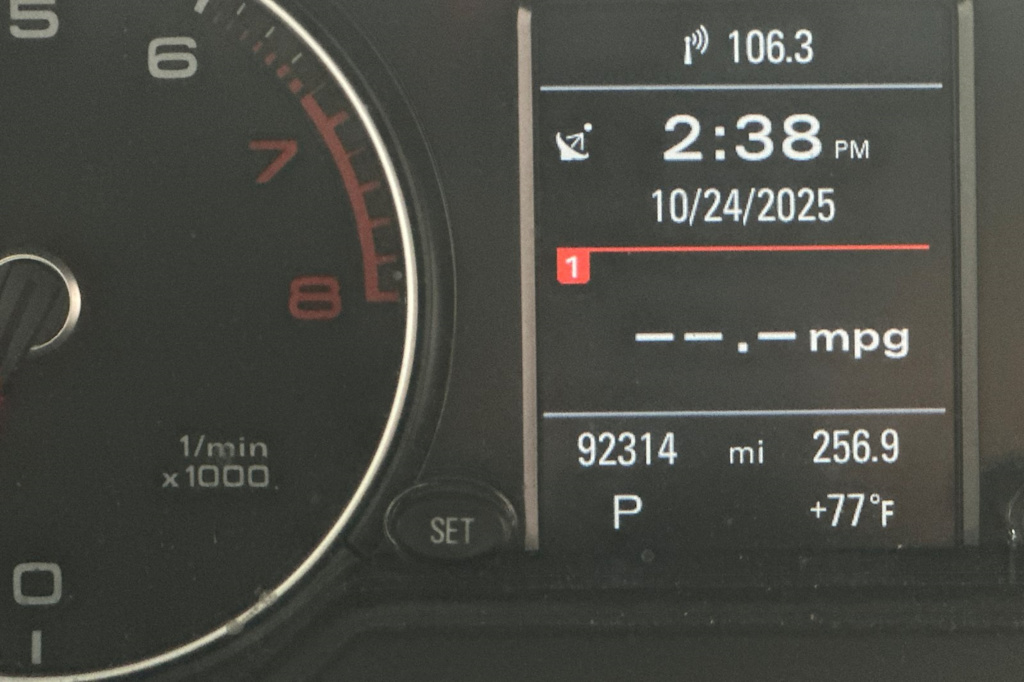 5
6
7
8
1/min
x1000
0
SET
106.3
2:38 PM
10/24/2025
1
--.- mpg
92314 mi 256.9
P +77°F